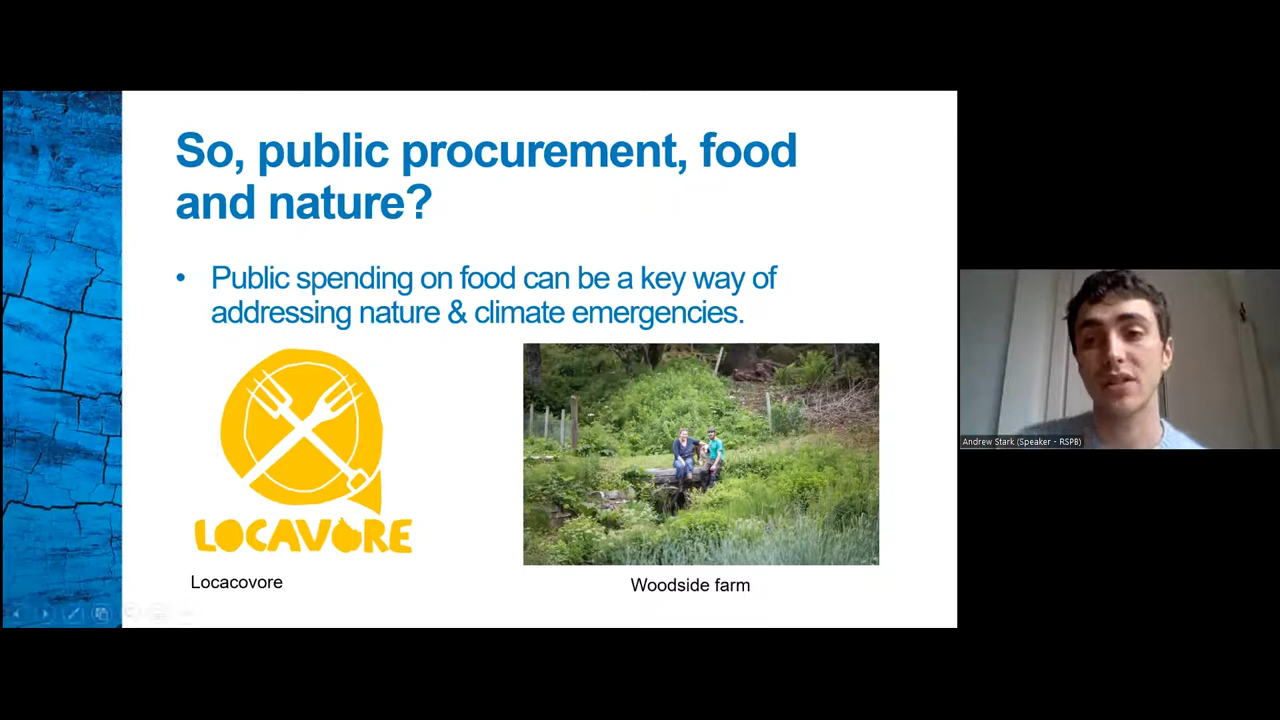 So, public procurement, food
and nature?
• Public spending on food can be a key way of
addressing nature & climate emergencies.
LOCAVORE
Locacovore
Woodside farm
Andrew Stark (Speaker - RSPB)